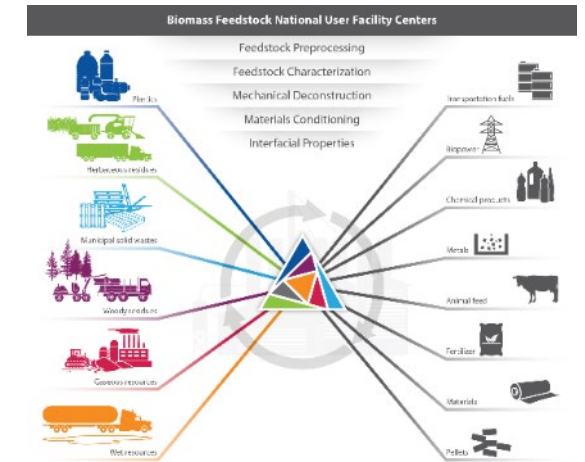 Biomass Feedstock National User Facility Centers
Feedstock Preprocessing
Feedstock Characterization
Mechanical Deconstruction
Materials Conditioning
Interfacial Properties
Plastics
Herbaceous residues
Municipal solid wastes
Woody residues
Gaseous resources
Wet resources
Transportation fuels
Biopower
Chemical products
Metals
Animal feed
Fertilizer
Materials
Pellets